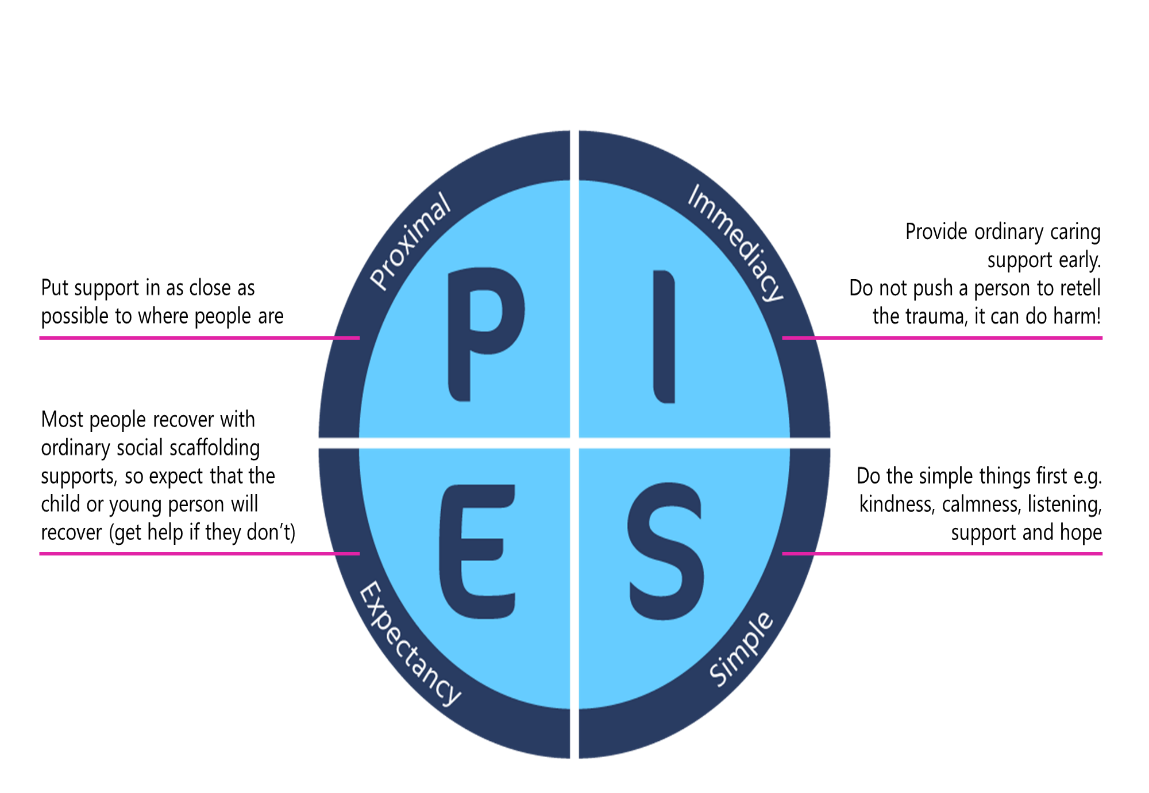 Proximal
P
Put support in as close as
possible to where people are
Immediacy
I
Provide ordinary caring
support early.
Do not push a person to retell
the trauma, it can do harm!
Most people recover with
ordinary social scaffolding
supports, so expect that the
child or young person will
recover (get help if they don’t)
E
Expectancy
S
Simple
Do the simple things first e.g.
kindness, calmness, listening,
support and hope